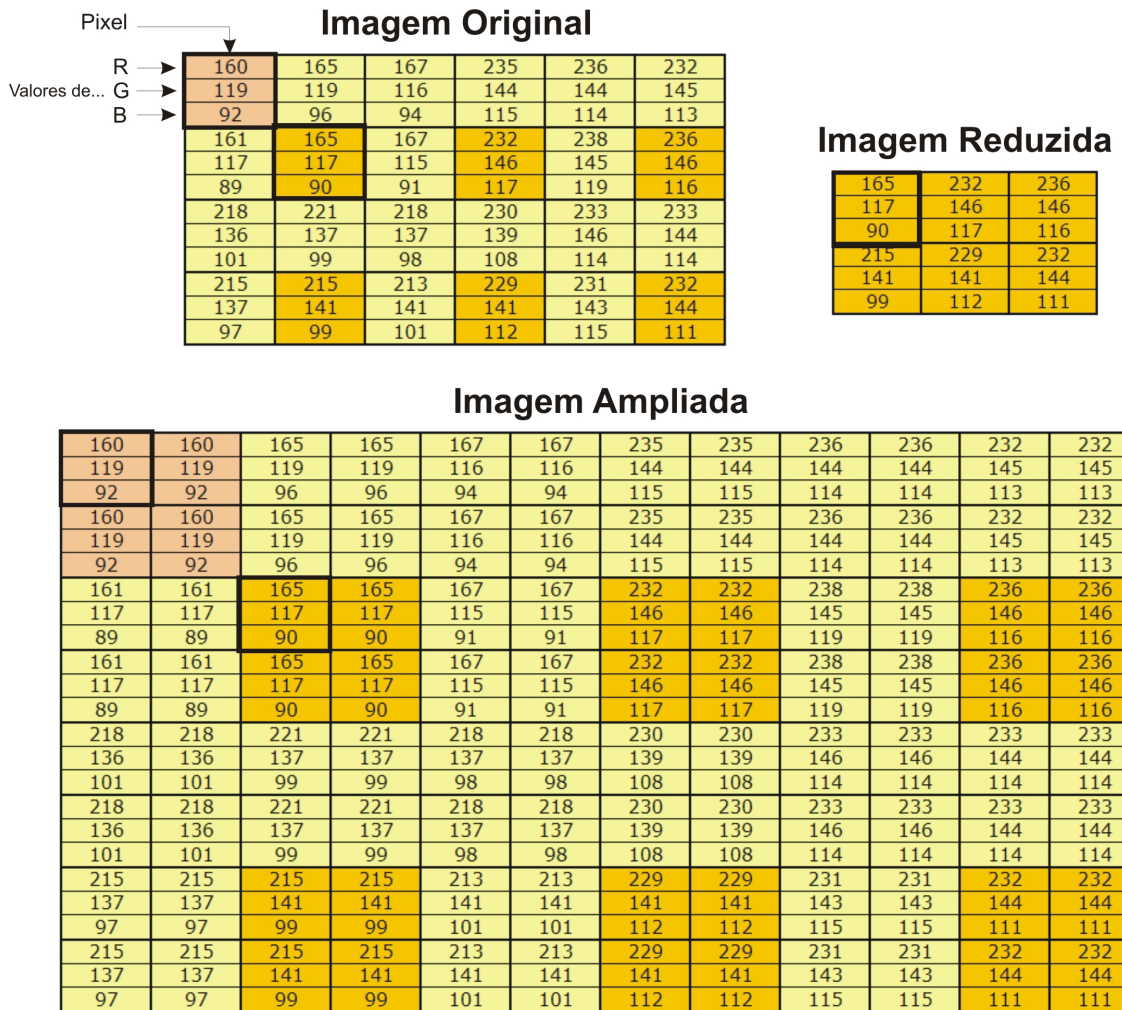 Imagem Original
Pixel
R
Valores de... G
B
160 165 167 235 236 232
119 119 116 144 144 145
92 96 94 115 114 113
161 165 167 232 238 236
117 117 115 146 145 146
89 90 91 117 119 116
218 221 218 230 233 233
136 137 137 139 146 144
101 99 98 108 114 114
215 215 213 229 231 232
137 141 141 141 143 144
97 99 101 112 115 111
Imagem Reduzida
165 232 236
117 146 146
90 117 116
215 229 232
141 141 144
99 112 111
Imagem Ampliada
160 160 165 165 167 167 235 235 236 236 232 232
119 119 119 119 116 116 144 144 144 144 145 145
92 92 96 96 94 94 115 115 114 114 113 113
160 160 165 165 167 167 235 235 236 236 232 232
119 119 119 119 116 116 144 144 144 144 145 145
92 92 96 96 94 94 115 115 114 114 113 113
161 161 165 165 167 167 232 232 238 238 236 236
117 117 117 117 115 115 146 146 145 145 146 146
89 89 90 90 91 91 117 117 119 119 116 116
161 161 165 165 167 167 232 232 238 238 236 236
117 117 117 117 115 115 146 146 145 145 146 146
89 89 90 90 91 91 117 117 119 119 116 116
218 218 221 221 218 218 230 230 233 233 233 233
136 136 137 137 137 137 139 139 146 146 144 144
101 101 99 99 98 98 108 108 114 114 114 114
218 218 221 221 218 218 230 230 233 233 233 233
136 136 137 137 137 137 139 139 146 146 144 144
101 101 99 99 98 98 108 108 114 114 114 114
215 215 215 215 213 213 229 229 231 231 232 232
137 137 141 141 141 141 141 141 143 143 144 144
97 97 99 99 101 101 112 112 115 115 111 111
215 215 215 215 213 213 229 229 231 231 232 232
137 137 141 141 141 141 141 141 143 143 144 144
97 97 99 99 101 101 112 112 115 115 111 111